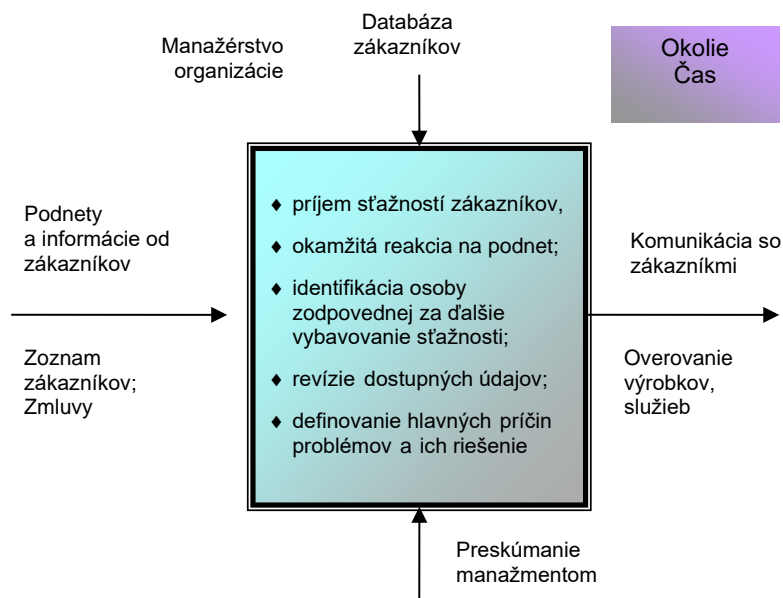 Manažérstvo
organizácie
Databáza
zákazníkov
Okolie
Čas
Podnety
a informácie od
zákazníkov
Zoznam
zákazníkov;
Zmluvy
♦ príjem sťažností zákazníkov,
♦ okamžitá reakcia na podnet;
♦ identifikácia osoby
zodpovednej za ďalšie
vybavovanie sťažnosti;
♦ revízie dostupných údajov;
♦ definovanie hlavných príčin
problémov a ich riešenie
Komunikácia so
zákazníkmi
Overovanie
výrobkov,
služieb
Preskúmanie
manažmentom